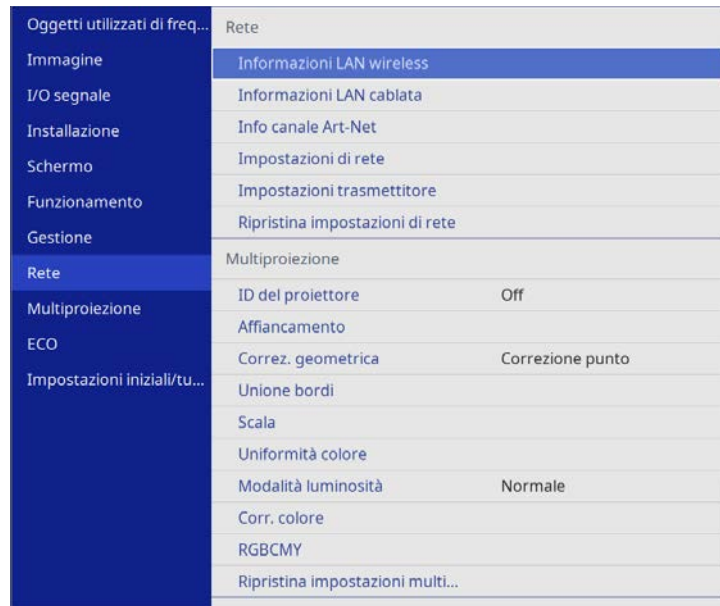 Oggetti utilizzati di freq...
Immagine
I/O segnale
Installazione
Schermo
Funzionamento
Gestione
Rete
Multiproiezione
ECO
Impostazioni iniziali/tu...
Rete
Informazioni LAN wireless
Informazioni LAN cablata
Info canale Art-Net
Impostazioni di rete
Impostazioni trasmettitore
Ripristina impostazioni di rete
Multiproiezione
ID del proiettore Off
Affiancamento
Correz. geometrica Correzione punto
Unione bordi
Scala
Uniformità colore
Modalità luminosità Normale
Corr. colore
RGBCMY
Ripristina impostazioni multi...